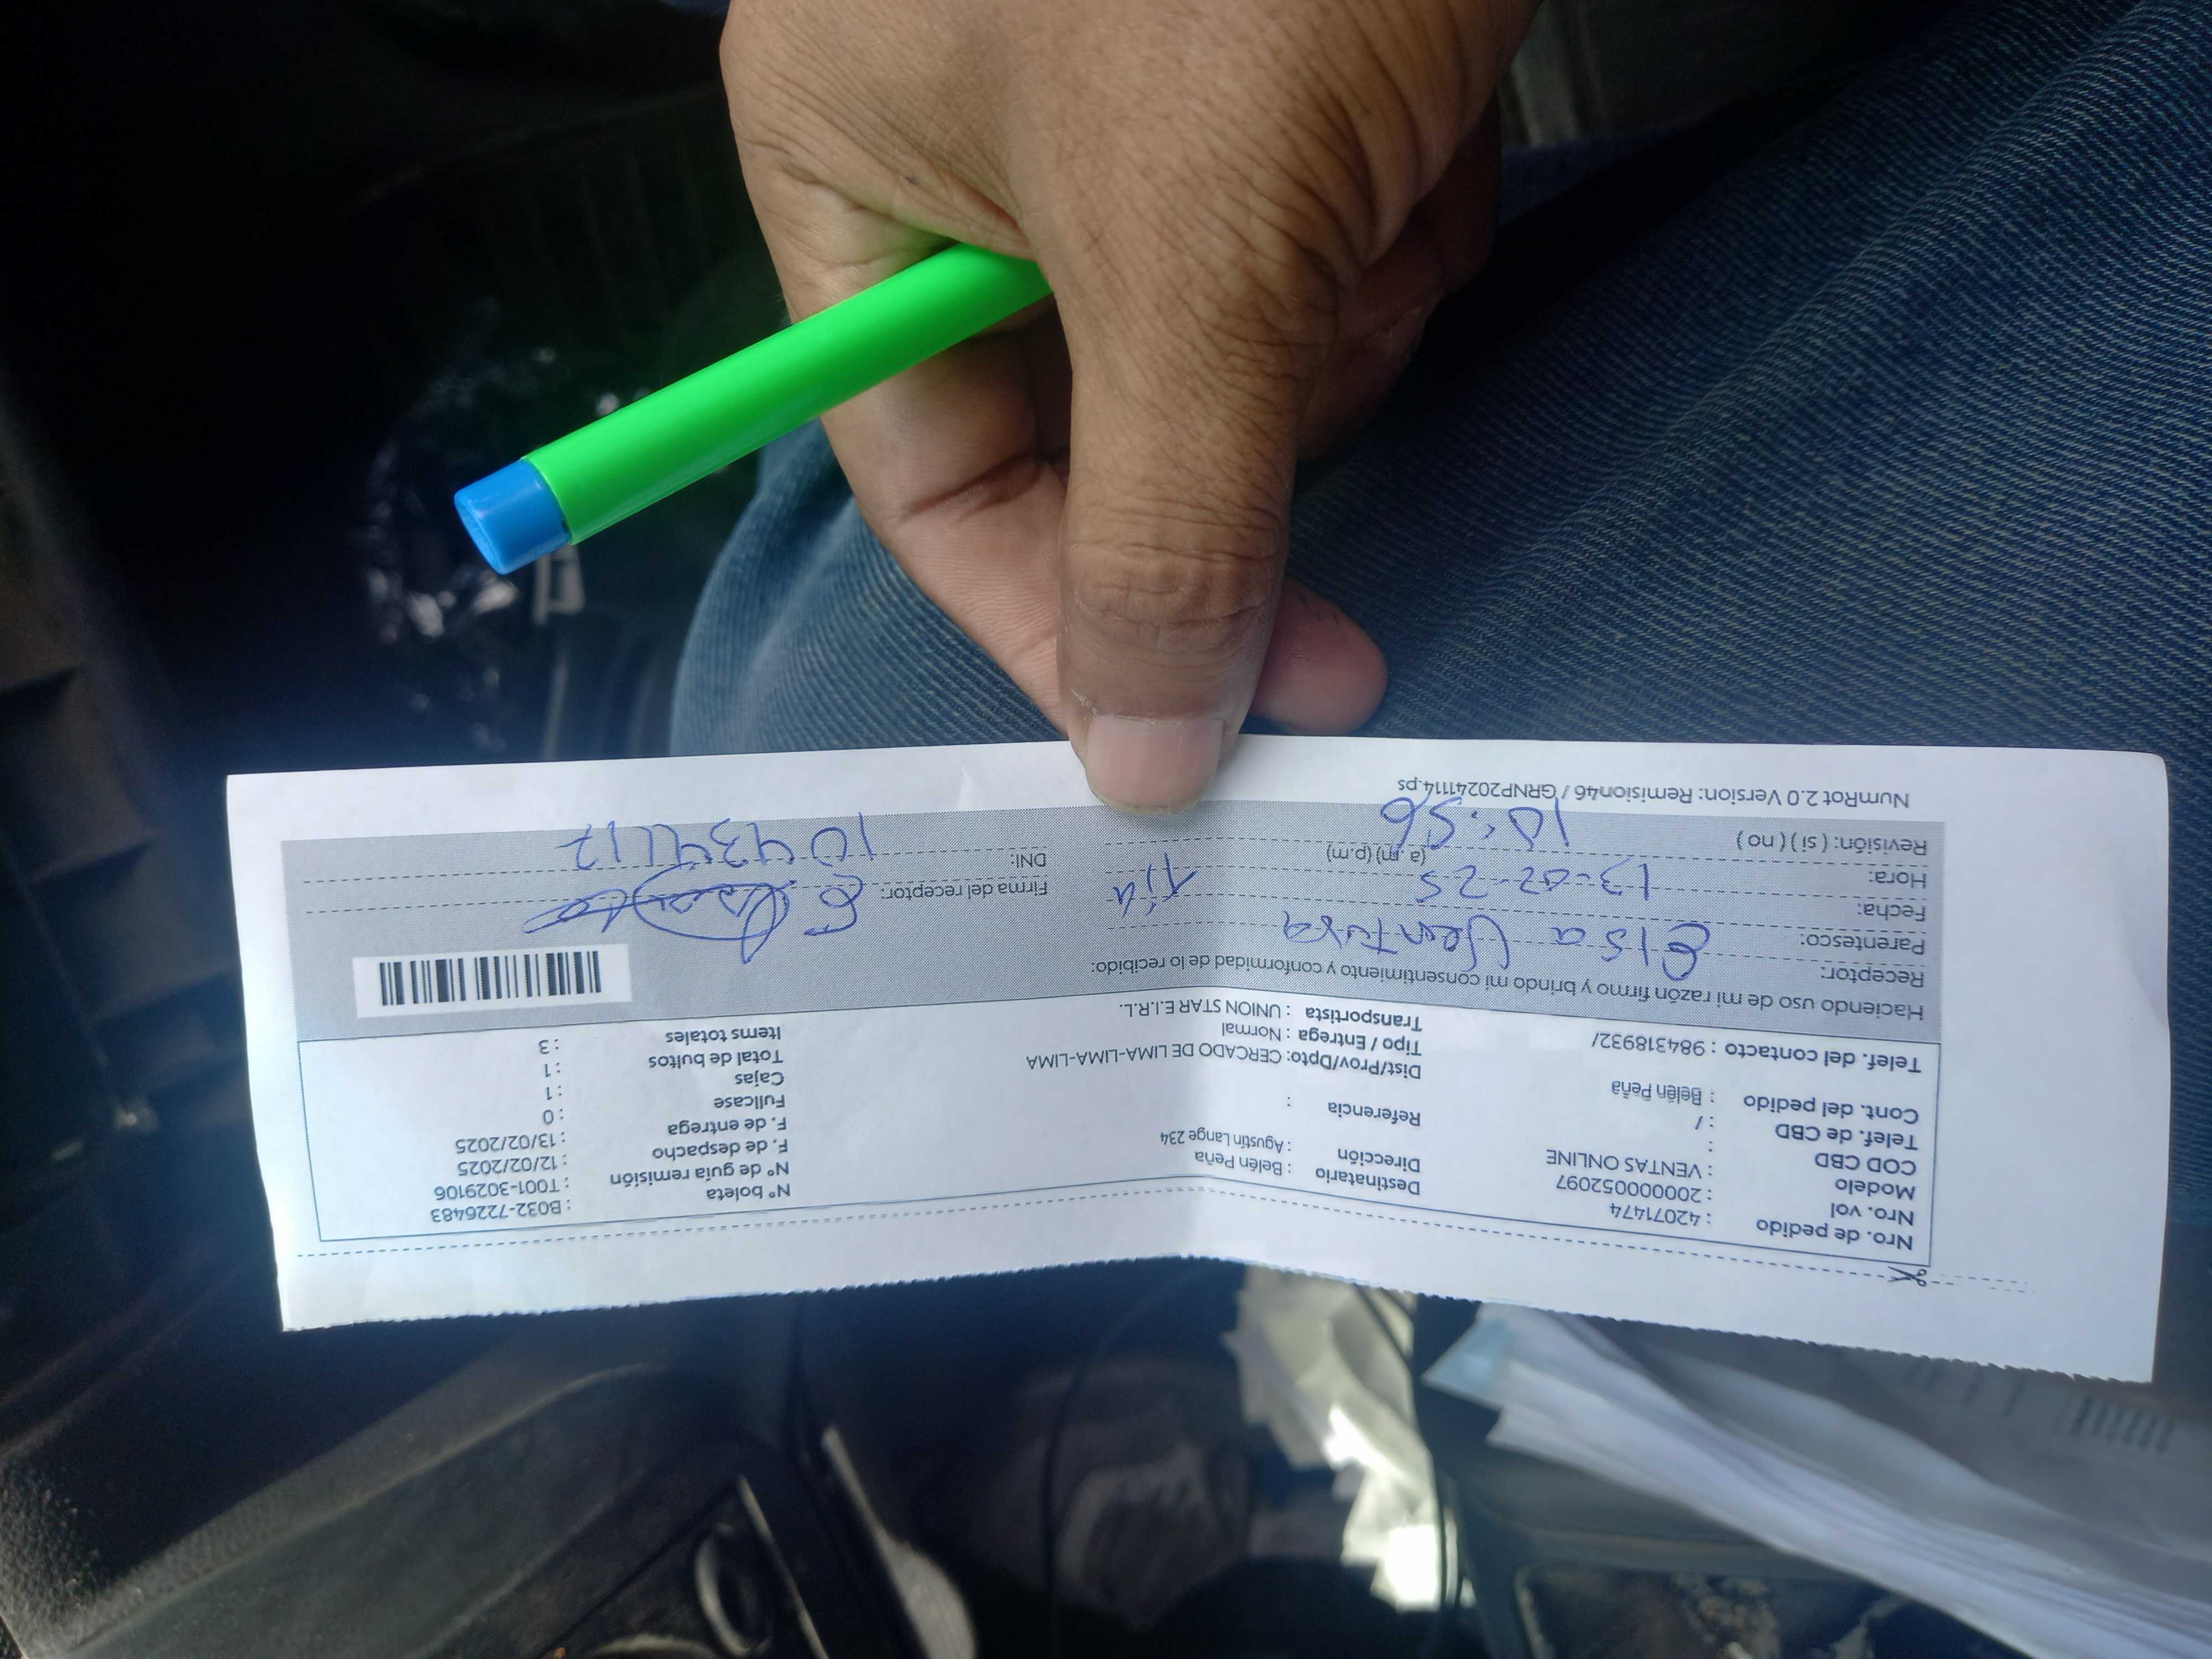 Nro. de pedido : 42071474
Nro. vol : 200000052097
Modelo : VENTAS ONLINE
COD CBD :
Telef. de CBD : /
Cont. del pedido : Belén Peña
Telef. del contacto : 984318932/
Destinatario : Belén Peña
Dirección : Agustin Lange 234
Referencia :
Dist/Prov/Dpto: CERCADO DE LIMA-LIMA-LIMA
Tipo / Entrega : Normal
Transportista : UNION STAR E.I.R.L.
Nº boleta : B032-7226483
Nº de guía remisión : T001-3029106
F. de despacho : 12/02/2025
F. de entrega : 13/02/2025
Fullcase : 0
Cajas : 1
Total de bultos : 1
Items totales : 3
Haciendo uso de mi razón firmo y brindo mi consentimiento y conformidad de lo recibido:
Receptor: Elsa Ventura
Parentesco: Tía
Fecha: 13-02-25
Hora: 10:56 (a.m) (p.m)
Revisión: ( si ) ( no )
Firma del receptor:
DNI:
NumRot 2.0 Version: Remision46 / GRNP20241114.ps